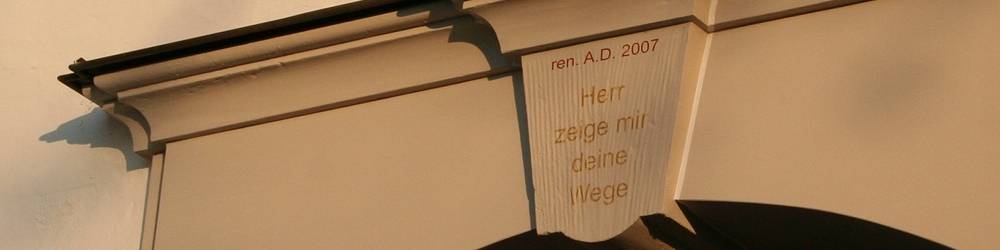 ren. A.D. 2007
Herr
zeige mir
deine
Wege